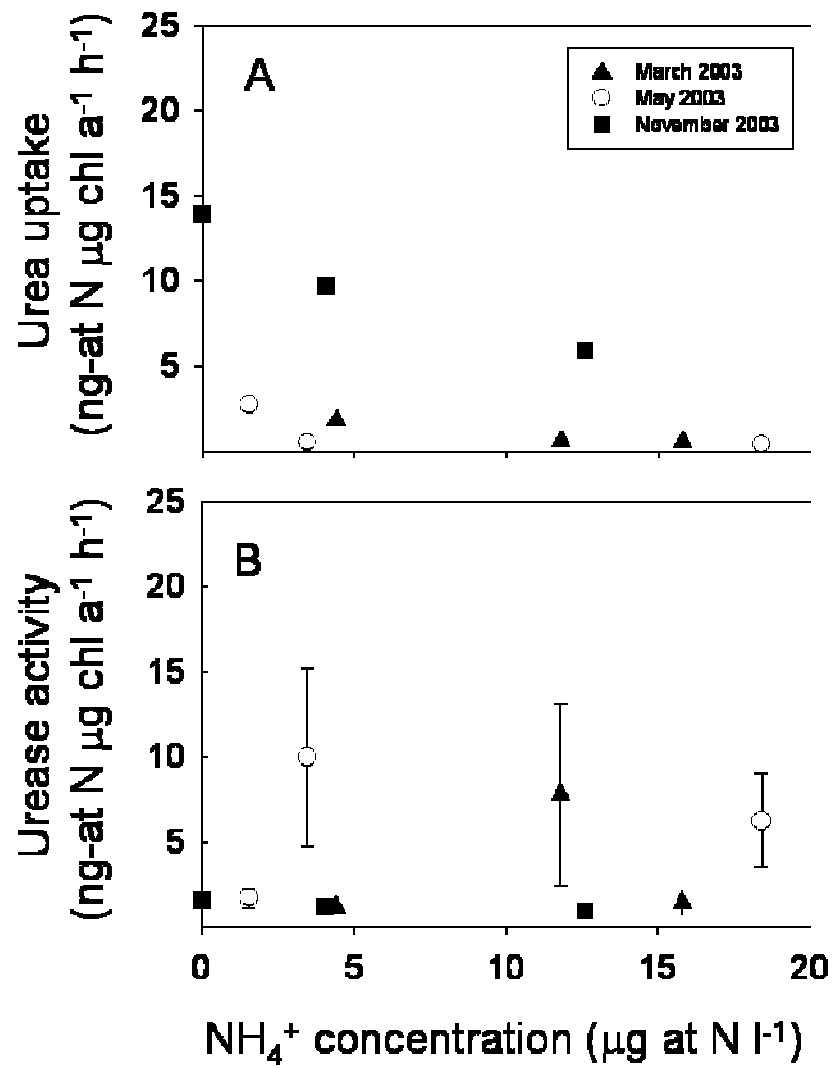 25
20
15
10
5
Urea uptake
(ng-at N µg chl a-1 h-1)
A
March 2003
May 2003
November 2003
25
20
15
10
5
Urease activity
(ng-at N µg chl a-1 h-1)
B
0 5 10 15 20
NH4+ concentration (µg at N l-1)